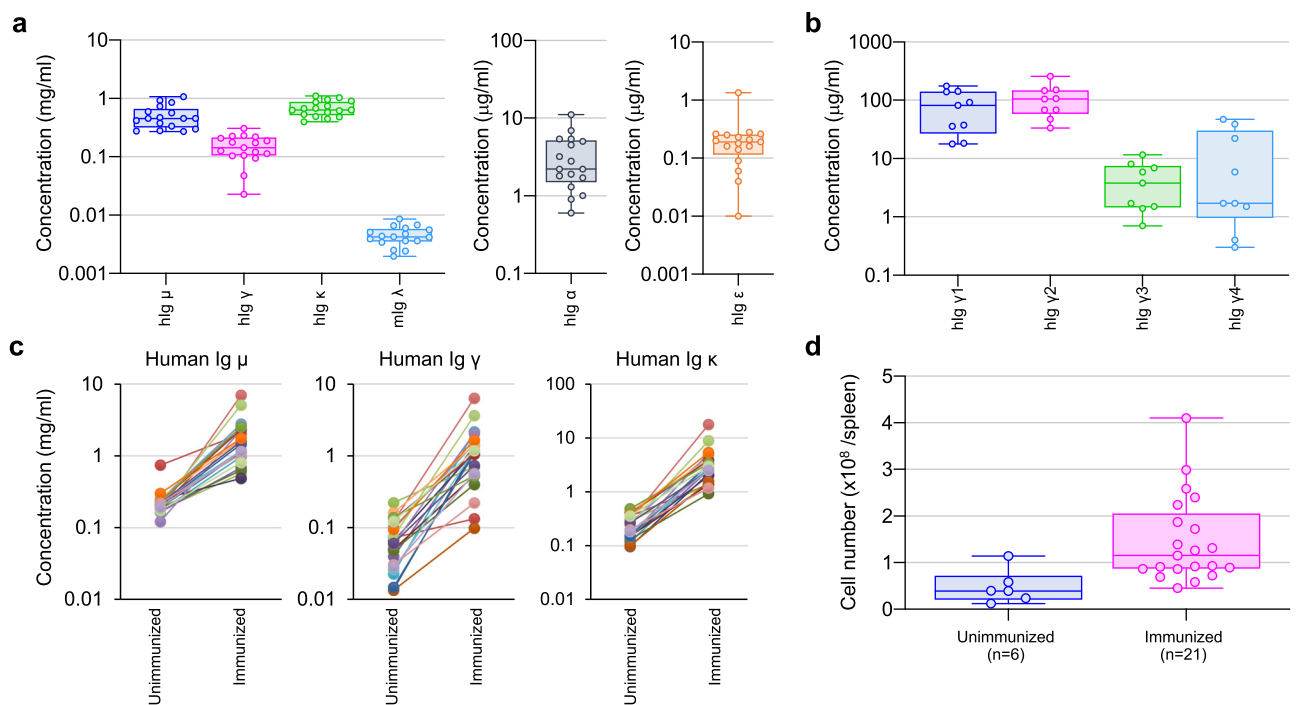 a
Concentration (mg/ml)
10
1
0.1
0.01
0.001
hIg μ
hIg γ
hIg κ
mIg λ
Concentration (μg/ml)
100
10
1
0.1
hIg α
Concentration (μg/ml)
10
1
0.1
0.01
0.001
hIg ε
b
Concentration (μg/ml)
1000
100
10
1
0.1
hIg γ1
hIg γ2
hIg γ3
hIg γ4
c
Concentration (mg/ml)
Human Ig μ
10
1
0.1
0.01
Unimmunized
Immunized
Human Ig γ
10
1
0.1
0.01
Unimmunized
Immunized
Human Ig κ
100
10
1
0.1
0.01
Unimmunized
Immunized
d
Cell number (x10⁸ /spleen)
5
4
3
2
1
0
Unimmunized
(n=6)
Immunized
(n=21)